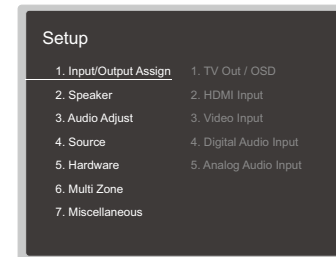 Setup
1. Input/Output Assign
2. Speaker
3. Audio Adjust
4. Source
5. Hardware
6. Multi Zone
7. Miscellaneous
1. TV Out / OSD
2. HDMI Input
3. Video Input
4. Digital Audio Input
5. Analog Audio Input